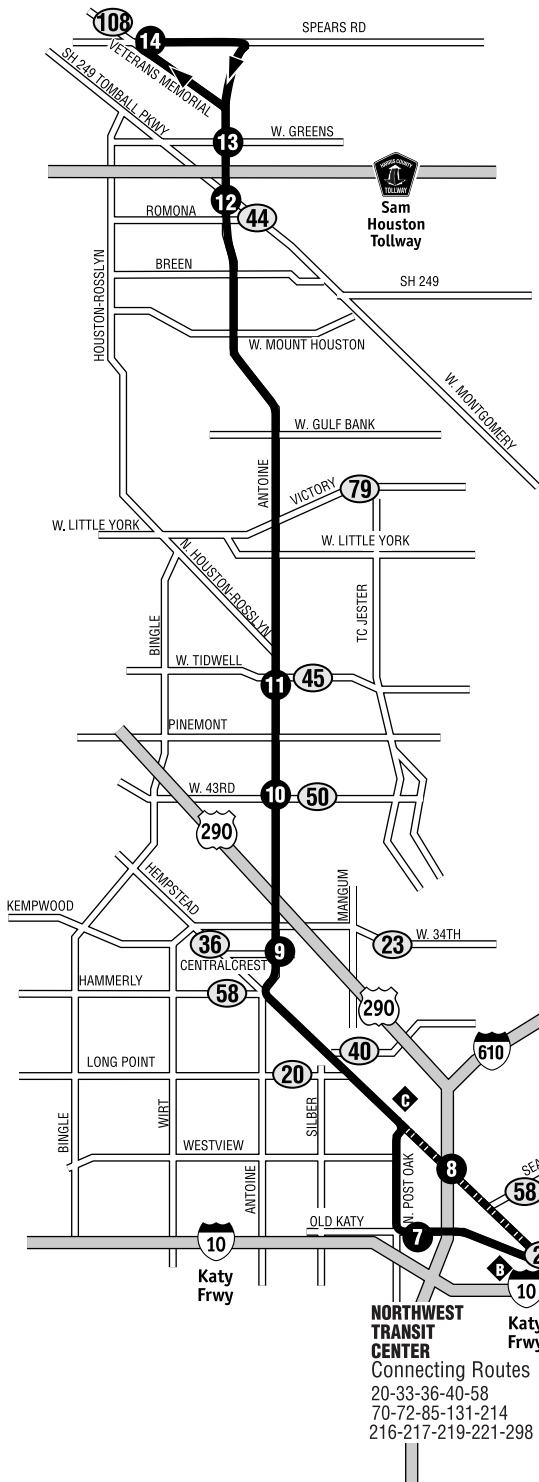 108
SPEARS RD
14
VETERANS MEMORIAL
SH 249 TOMBALL PKWY
13
W. GREENS
HARRIS COUNTY
TOLLWAY
Sam
Houston
Tollway
12
ROMONA
44
BREEN
SH 249
HOUSTON-ROSSLYN
W. MOUNT HOUSTON
W. MONTGOMERY
W. GULF BANK
ANTOINE
VICTORY
79
W. LITTLE YORK
W. LITTLE YORK
N. HOUSTON-ROSSLYN
BINGLE
TC JESTER
W. TIDWELL
11
45
PINEMONT
W. 43RD
10
50
290
HEMPSTEAD
MANGUM
KEMPWOOD
36
9
23
W. 34TH
CENTRALCREST
HAMMERLY
58
290
610
40
LONG POINT
20
C
BINGLE
WIRT
SILBER
WESTVIEW
8
ANTOINE
N. POST OAK
SEA
58
OLD KATY
7
10
Katy
Frwy
2
B
10
Katy
Frwy
NORTHWEST
TRANSIT
CENTER
Connecting Routes
20-33-36-40-58
70-72-85-131-214
216-217-219-221-298